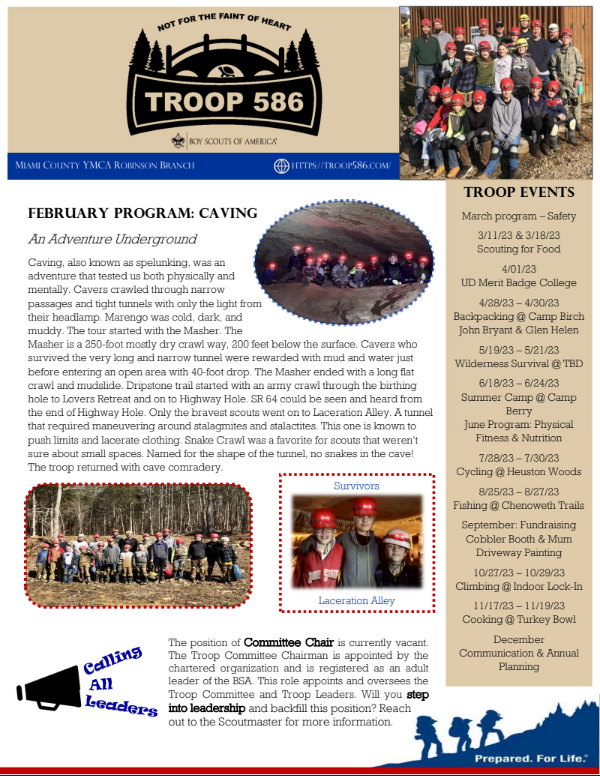 NOT FOR THE FAINT OF HEART
TROOP 586
BOY SCOUTS OF AMERICA
MIAMI COUNTY YMCA ROBINSON BRANCH
HTTPS://TROOP586.COM/
FEBRUARY PROGRAM: CAVING
An Adventure Underground
Caving, also known as spelunking, was an
adventure that tested us both physically and
mentally. Cavers crawled through narrow
passages and tight tunnels with only the light from
their headlamp. Marengo was cold, dark, and
muddy. The tour started with the Masher. The
Masher is a 250-foot mostly dry crawl way, 200 feet below the surface. Cavers who
survived the very long and narrow tunnel were rewarded with mud and water just
before entering an open area with 40-foot drop. The Masher ended with a long flat
crawl and mudslide. Dripstone trail started with an army crawl through the birthing
hole to Lovers Retreat and on to Highway Hole. SR 64 could be seen and heard from
the end of Highway Hole. Only the bravest scouts went on to Laceration Alley. A tunnel
that required maneuvering around stalagmites and stalactites. This one is known to
push limits and lacerate clothing. Snake Crawl was a favorite for scouts that weren't
sure about small spaces. Named for the shape of the tunnel, no snakes in the cave!
The troop returned with cave comradery.
Survivors
Laceration Alley
Calling
All
Leaders
The position of Committee Chair is currently vacant.
The Troop Committee Chairman is appointed by the
chartered organization and is registered as an adult
leader of the BSA. This role appoints and oversees the
Troop Committee and Troop Leaders. Will you step
into leadership and backfill this position? Reach
out to the Scoutmaster for more information.
TROOP EVENTS
March program – Safety
3/11/23 & 3/18/23
Scouting for Food
4/01/23
UD Merit Badge College
4/28/23 – 4/30/23
Backpacking @ Camp Birch
John Bryant & Glen Helen
5/19/23 – 5/21/23
Wilderness Survival @ TBD
6/18/23 – 6/24/23
Summer Camp @ Camp
Berry
June Program: Physical
Fitness & Nutrition
7/28/23 – 7/30/23
Cycling @ Heuston Woods
8/25/23 – 8/27/23
Fishing @ Chenoweth Trails
September: Fundraising
Cobbler Booth & Mum
Driveway Painting
10/27/23 – 10/29/23
Climbing @ Indoor Lock-In
11/17/23 – 11/19/23
Cooking @ Turkey Bowl
December
Communication & Annual
Planning
Prepared. For Life.